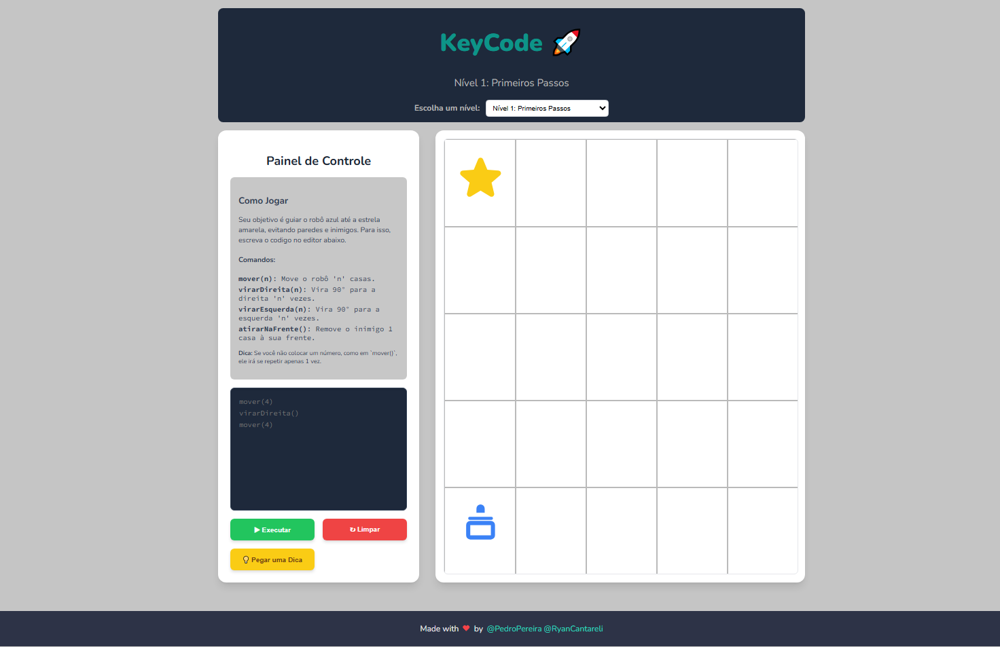 KeyCode 🚀
Nível 1: Primeiros Passos
Escolha um nível: Nível 1: Primeiros Passos
Painel de Controle
Como Jogar
Seu objetivo é guiar o robô azul até a estrela
amarela, evitando paredes e inimigos. Para isso,
escreva o codigo no editor abaixo.
Comandos:
mover(n): Move o robô 'n' casas.
virarDireita(n): Vira 90° para a
direita 'n' vezes.
virarEsquerda(n): Vira 90° para a
esquerda 'n' vezes.
atirarNaFrente(): Remove o inimigo 1
casa à sua frente.
Dica: Se você não colocar um número, como em `mover()`,
ele irá se repetir apenas 1 vez.
mover(4)
virarDireita()
mover(4)
▶ Executar
↻ Limpar
Pegar uma Dica
Made with ❤ by @PedroPereira @RyanCantareli